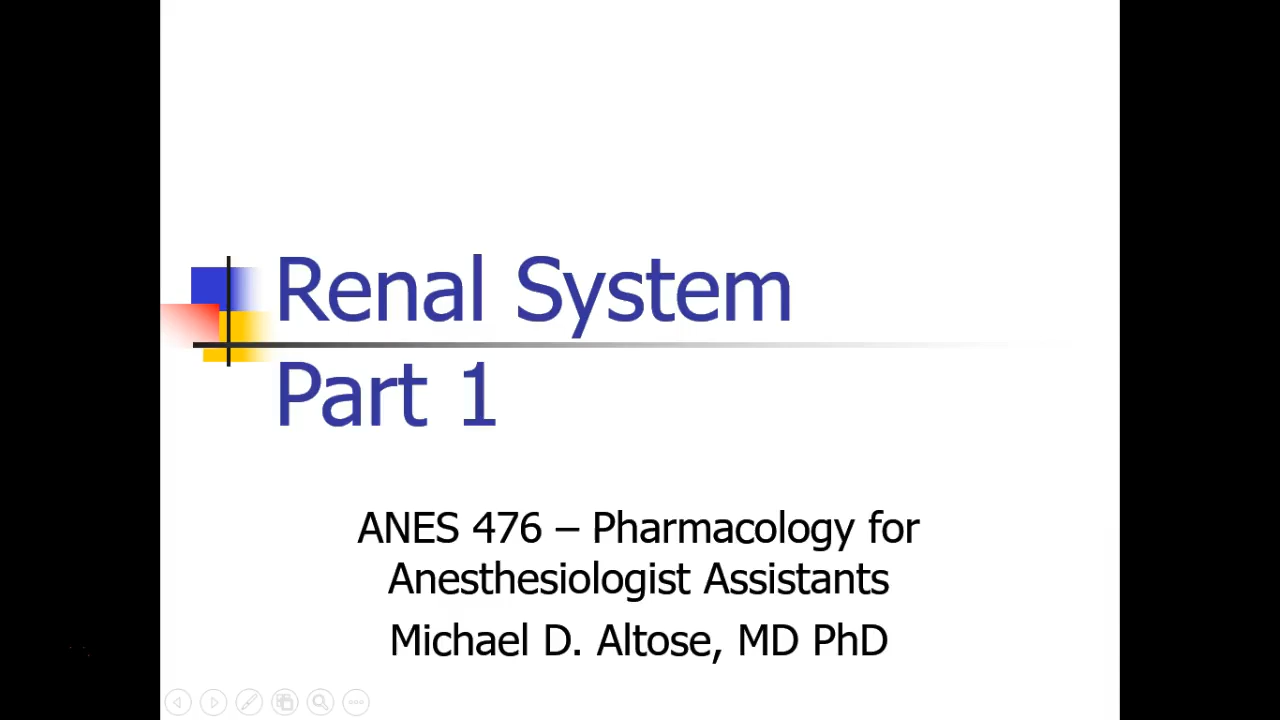 Renal System
Part 1
ANES 476 – Pharmacology for
Anesthesiologist Assistants
Michael D. Altose, MD PhD